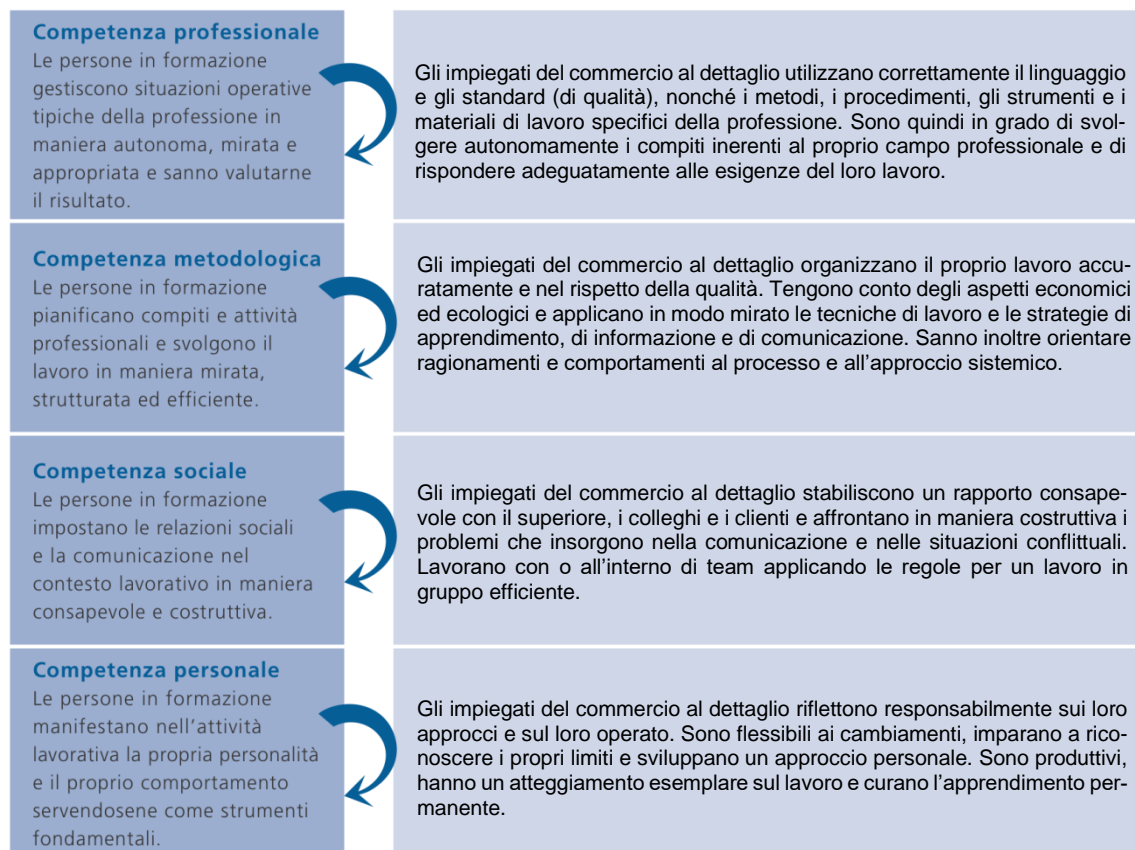 Competenza professionale
Le persone in formazione
gestiscono situazioni operative
tipiche della professione in
maniera autonoma, mirata e
appropriata e sanno valutarne
il risultato.
Gli impiegati del commercio al dettaglio utilizzano correttamente il linguaggio
e gli standard (di qualità), nonché i metodi, i procedimenti, gli strumenti e i
materiali di lavoro specifici della professione. Sono quindi in grado di svol-
gere autonomamente i compiti inerenti al proprio campo professionale e di
rispondere adeguatamente alle esigenze del loro lavoro.
Competenza metodologica
Le persone in formazione
pianificano compiti e attività
professionali e svolgono il
lavoro in maniera mirata,
strutturata ed efficiente.
Gli impiegati del commercio al dettaglio organizzano il proprio lavoro accu-
ratamente e nel rispetto della qualità. Tengono conto degli aspetti economici
ed ecologici e applicano in modo mirato le tecniche di lavoro e le strategie di
apprendimento, di informazione e di comunicazione. Sanno inoltre orientare
ragionamenti e comportamenti al processo e all'approccio sistemico.
Competenza sociale
Le persone in formazione
impostano le relazioni sociali
e la comunicazione nel
contesto lavorativo in maniera
consapevole e costruttiva.
Gli impiegati del commercio al dettaglio stabiliscono un rapporto consape-
vole con il superiore, i colleghi e i clienti e affrontano in maniera costruttiva i
problemi che insorgono nella comunicazione e nelle situazioni conflittuali.
Lavorano con o all'interno di team applicando le regole per un lavoro in
gruppo efficiente.
Competenza personale
Le persone in formazione
manifestano nell'attività
lavorativa la propria personalità
e il proprio comportamento
servendosene come strumenti
fondamentali.
Gli impiegati del commercio al dettaglio riflettono responsabilmente sui loro
approcci e sul loro operato. Sono flessibili ai cambiamenti, imparano a rico-
noscere i propri limiti e sviluppano un approccio personale. Sono produttivi,
hanno un atteggiamento esemplare sul lavoro e curano l'apprendimento per-
manente.